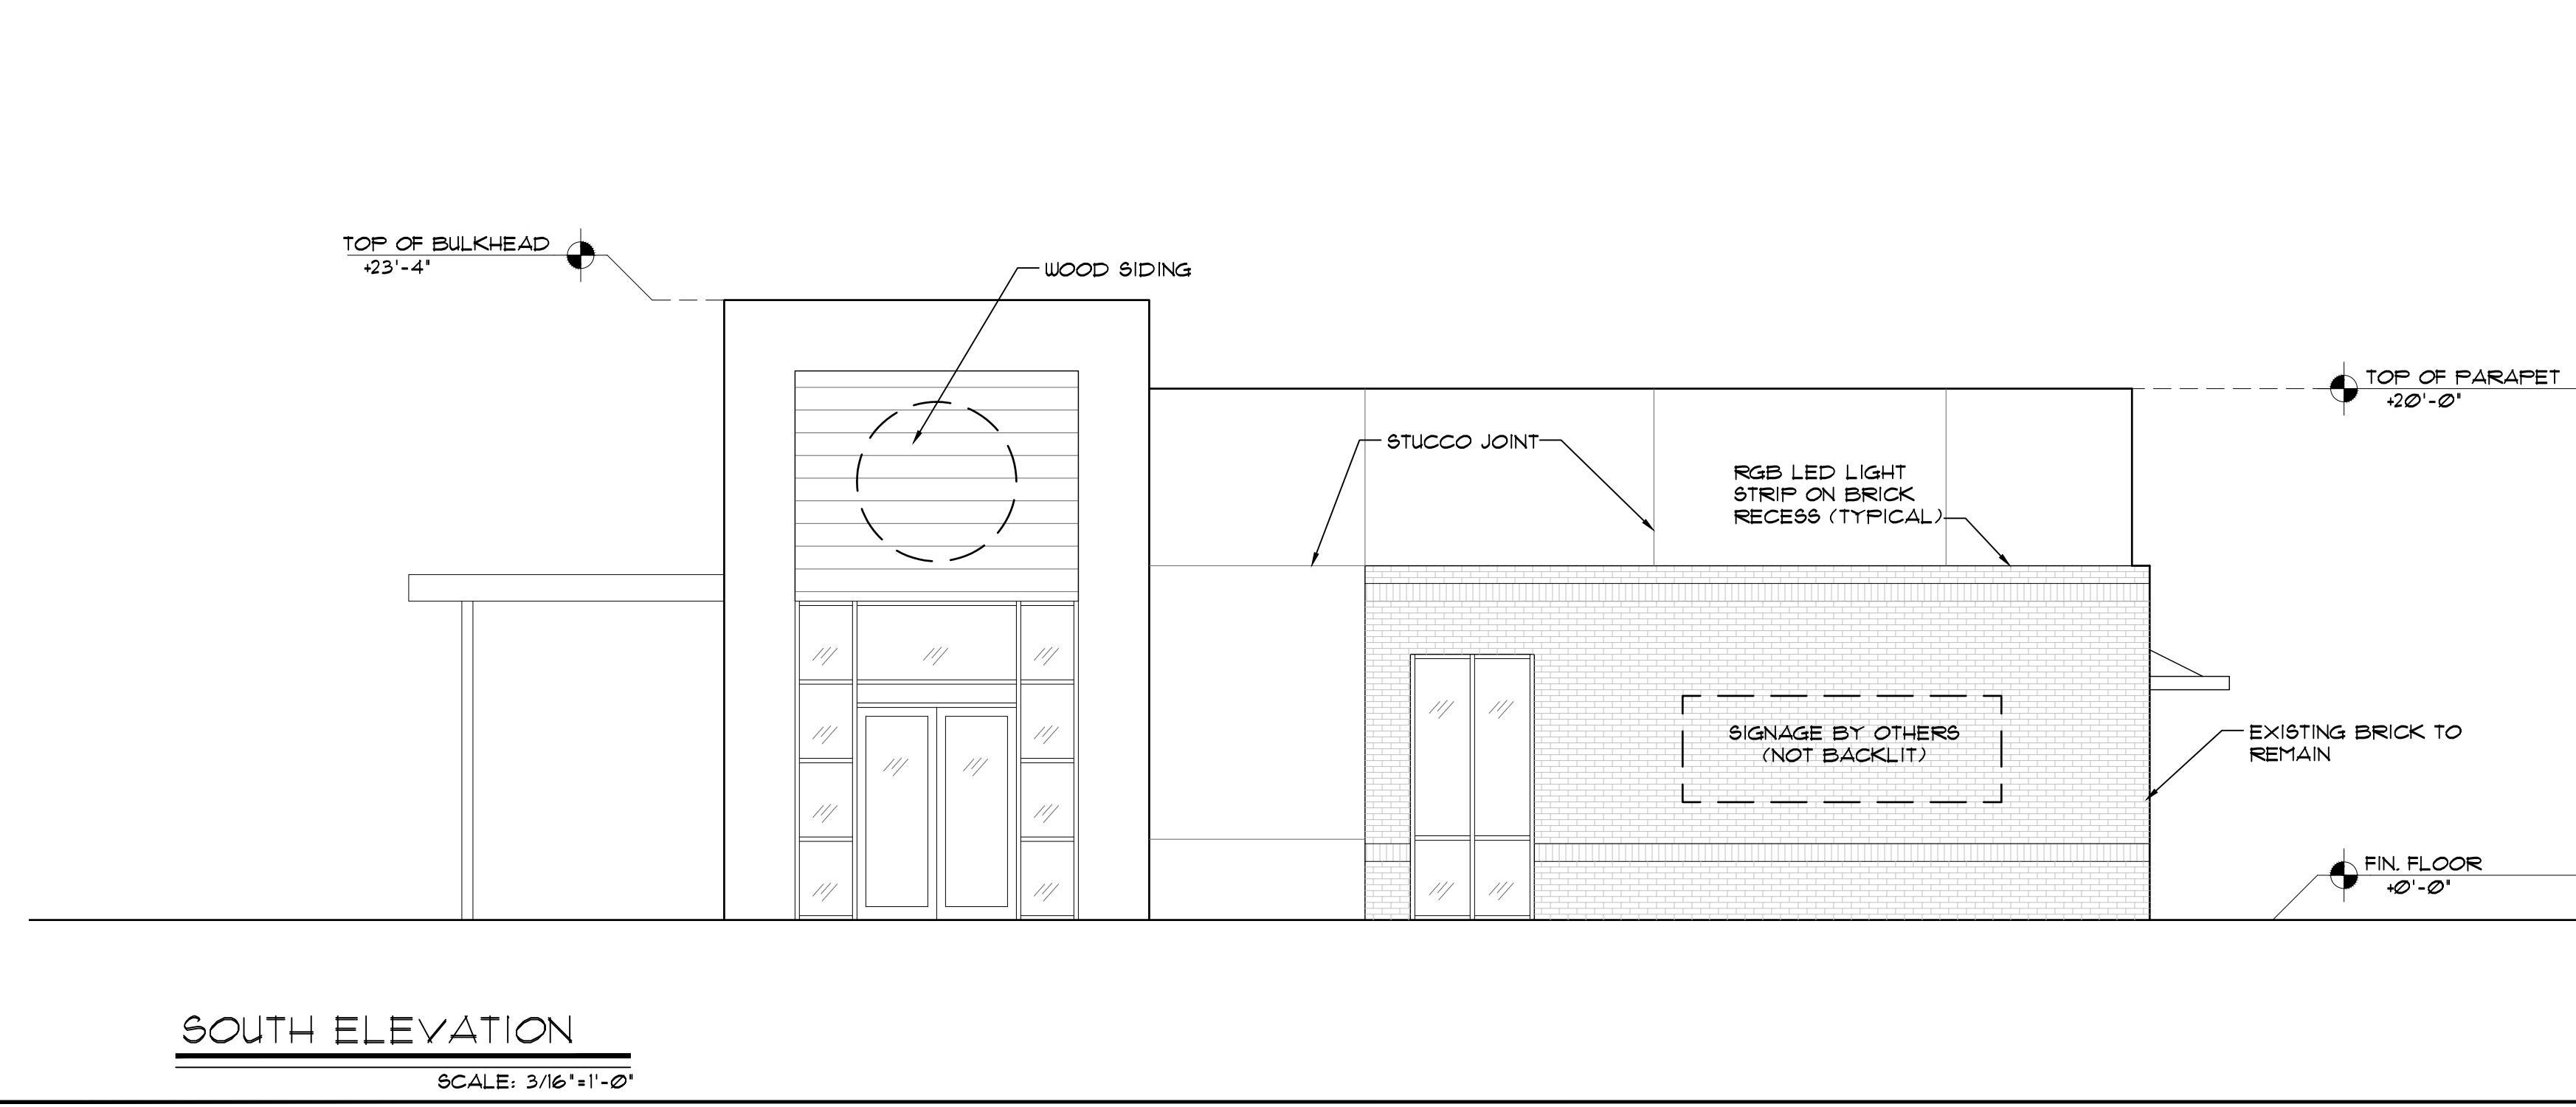 TOP OF BULKHEAD
+23'-4"
WOOD SIDING
TOP OF PARAPET
+20'-0"
STUCCO JOINT
RGB LED LIGHT
STRIP ON BRICK
RECESS (TYPICAL)
SIGNAGE BY OTHERS
(NOT BACKLIT)
EXISTING BRICK TO
REMAIN
FIN. FLOOR
+0'-0"
SOUTH ELEVATION
SCALE: 3/16"=1'-0"